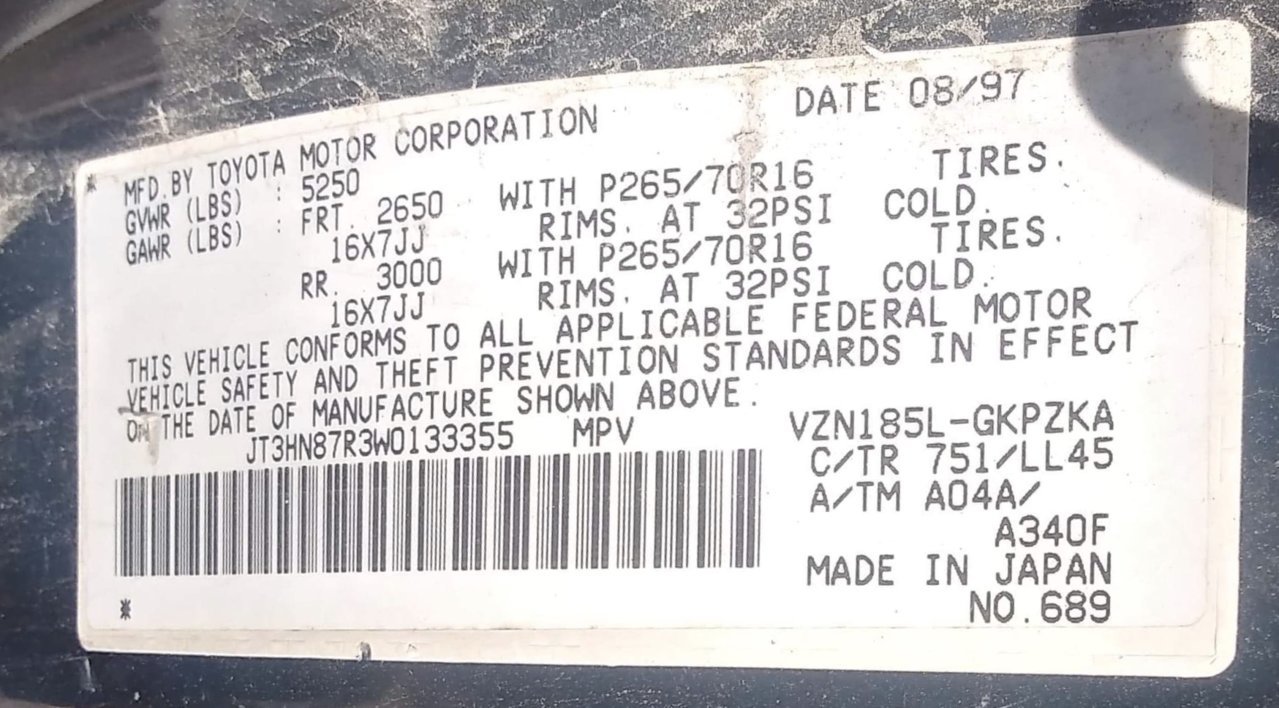 MFD. BY TOYOTA MOTOR CORPORATION DATE 08/97
GVWR (LBS) : 5250
GAWR (LBS) : FRT. 2650 WITH P265/70R16 TIRES.
16X7JJ RIMS. AT 32PSI COLD.
RR. 3000 WITH P265/70R16 TIRES.
16X7JJ RIMS. AT 32PSI COLD.
THIS VEHICLE CONFORMS TO ALL APPLICABLE FEDERAL MOTOR
VEHICLE SAFETY AND THEFT PREVENTION STANDARDS IN EFFECT
ON THE DATE OF MANUFACTURE SHOWN ABOVE.
JT3HN87R3W0133355 MPV VZN185L-GKPZKA
C/TR 751/LL45
A/TM A04A/
A340F
MADE IN JAPAN
NO.689